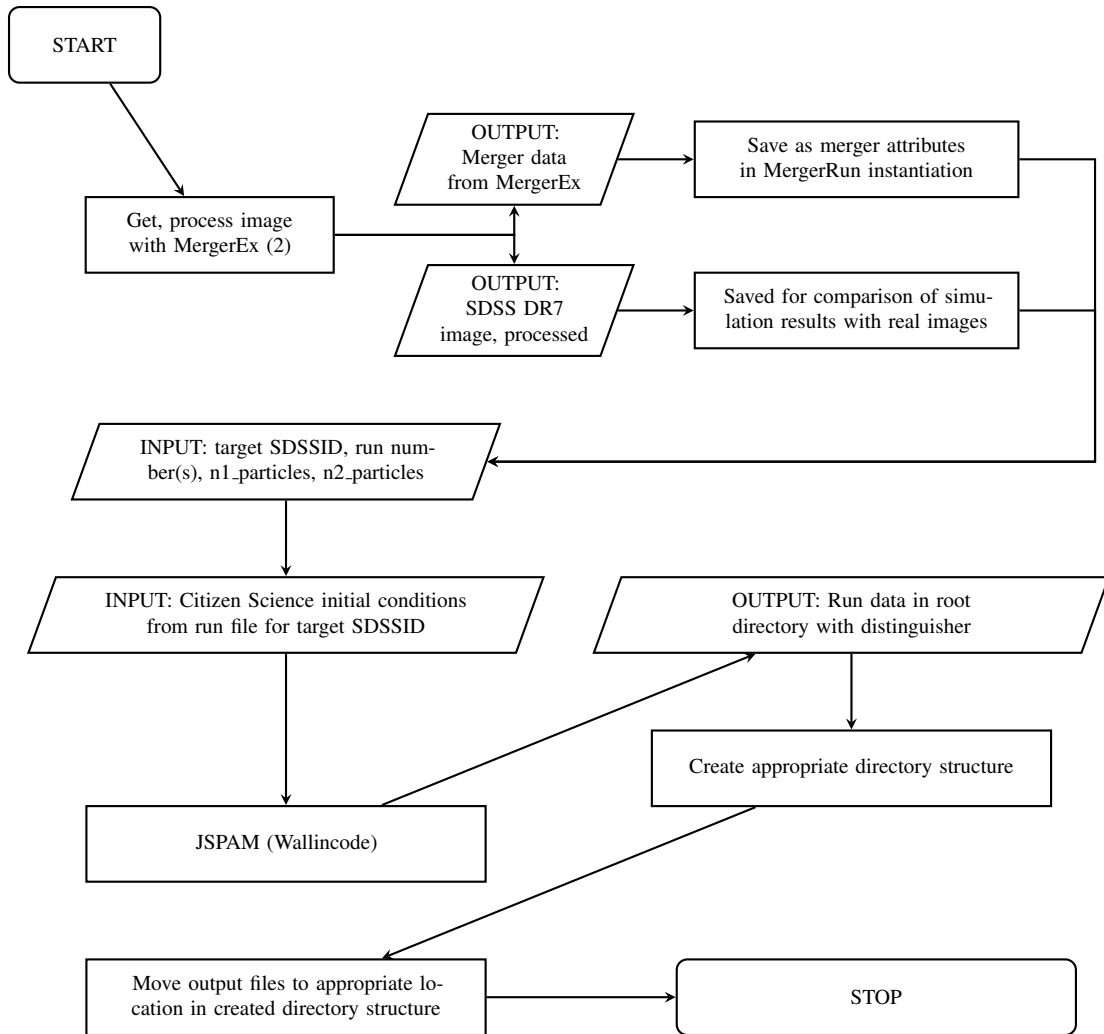 START
OUTPUT:
Merger data
from MergerEx
Save as merger attributes
in MergerRun instantiation
Get, process image
with MergerEx (2)
OUTPUT:
SDSS DR7
image, processed
Saved for comparison of simu-
lation results with real images
INPUT: target SDSSID, run num-
ber(s), n1_particles, n2_particles
INPUT: Citizen Science initial conditions
from run file for target SDSSID
OUTPUT: Run data in root
directory with distinguisher
Create appropriate directory structure
JSPAM (Wallincode)
Move output files to appropriate lo-
cation in created directory structure
STOP